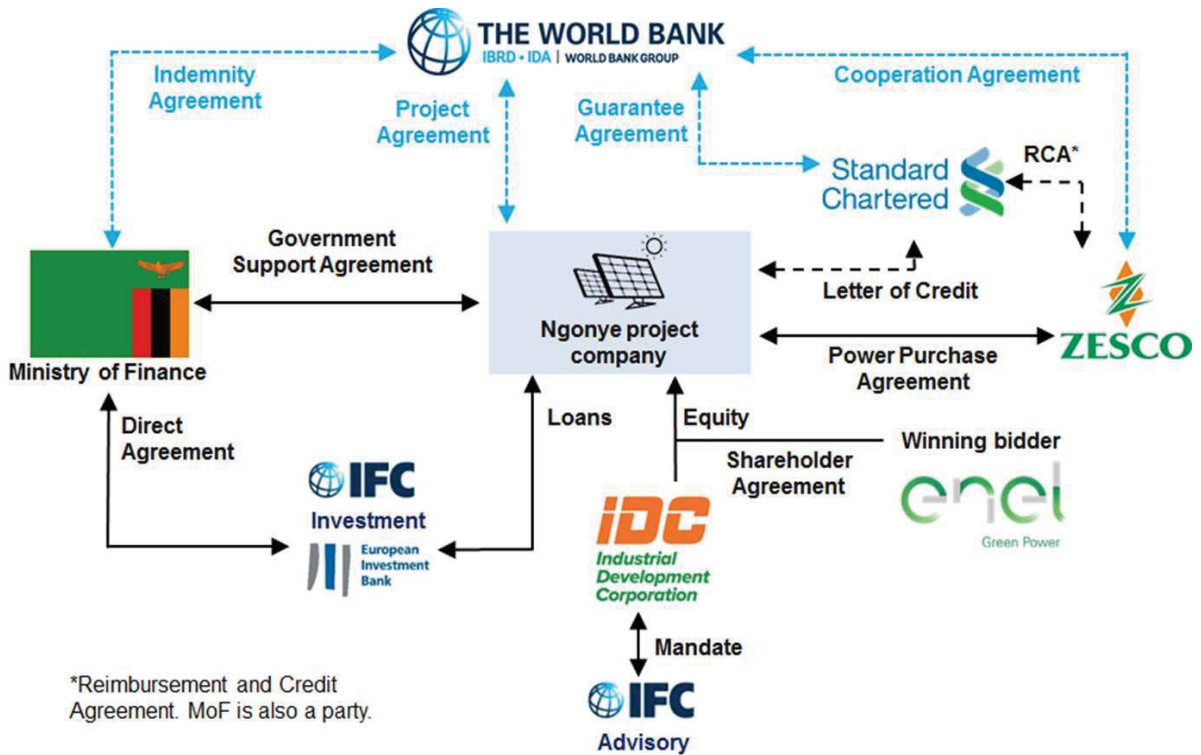 THE WORLD BANK
IBRD • IDA | WORLD BANK GROUP
Indemnity
Agreement
Project
Agreement
Guarantee
Agreement
Cooperation Agreement
Standard
Chartered
RCA*
Government
Support Agreement
Ministry of Finance
Ngonye project
company
Letter of Credit
ZESCO
Power Purchase
Agreement
Direct
Agreement
Loans
Equity
Shareholder
Agreement
Winning bidder
enel
Green Power
IFC
Investment
European
Investment
Bank
IDC
Industrial
Development
Corporation
Mandate
*Reimbursement and Credit
Agreement. MoF is also a party.
IFC
Advisory